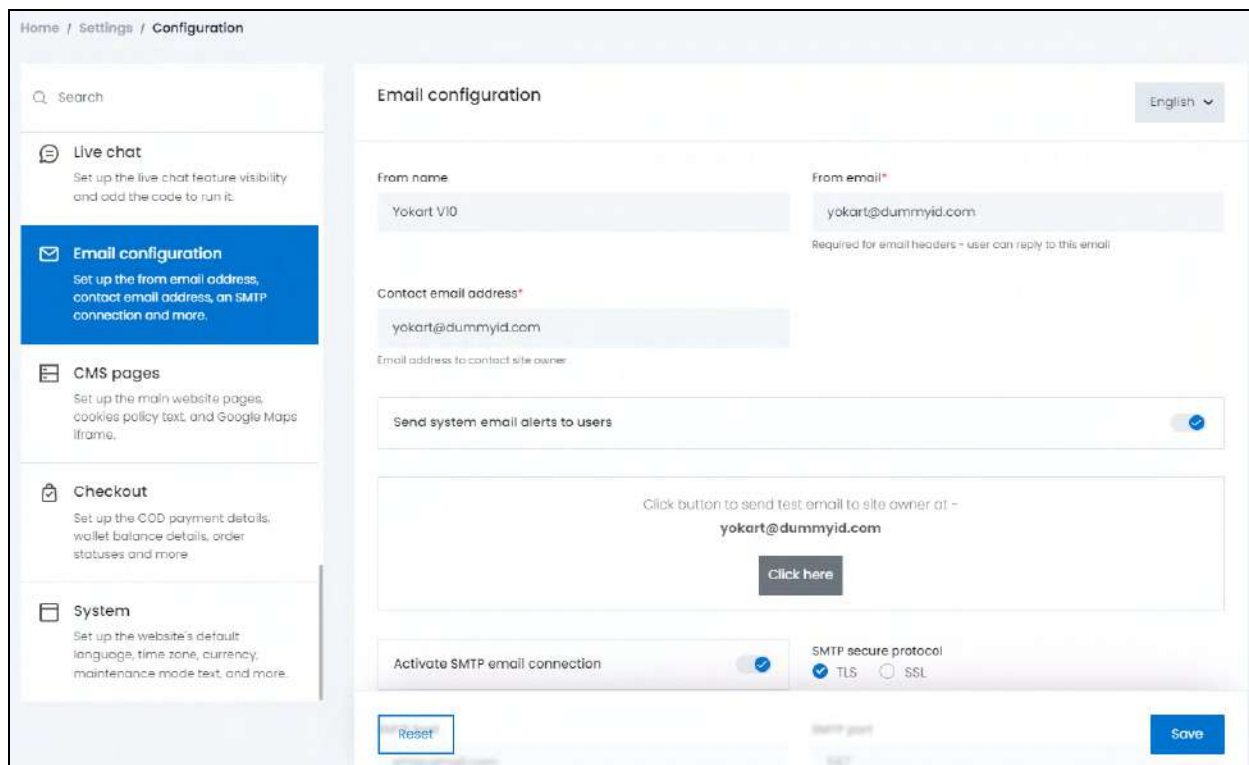 Home / Settings / Configuration
Search
Live chat
Set up the live chat feature visibility
and add the code to run it.
Email configuration
Set up the from email address,
contact email address, an SMTP
connection and more.
CMS pages
Set up the main website pages,
cookies policy text, and Google Maps
iframe.
Checkout
Set up the COD payment details,
wallet balance details, order
statuses and more
System
Set up the website's default
language, time zone, currency,
maintenance mode text, and more.
Email configuration
English
From name
Yokart V10
From email*
yokart@dummyid.com
Required for email headers - user can reply to this email
Contact email address*
yokart@dummyid.com
Email address to contact site owner
Send system email alerts to users
Click button to send test email to site owner at -
yokart@dummyid.com
Click here
Activate SMTP email connection
SMTP secure protocol
TLS
SSL
Reset
SMTP port
Save